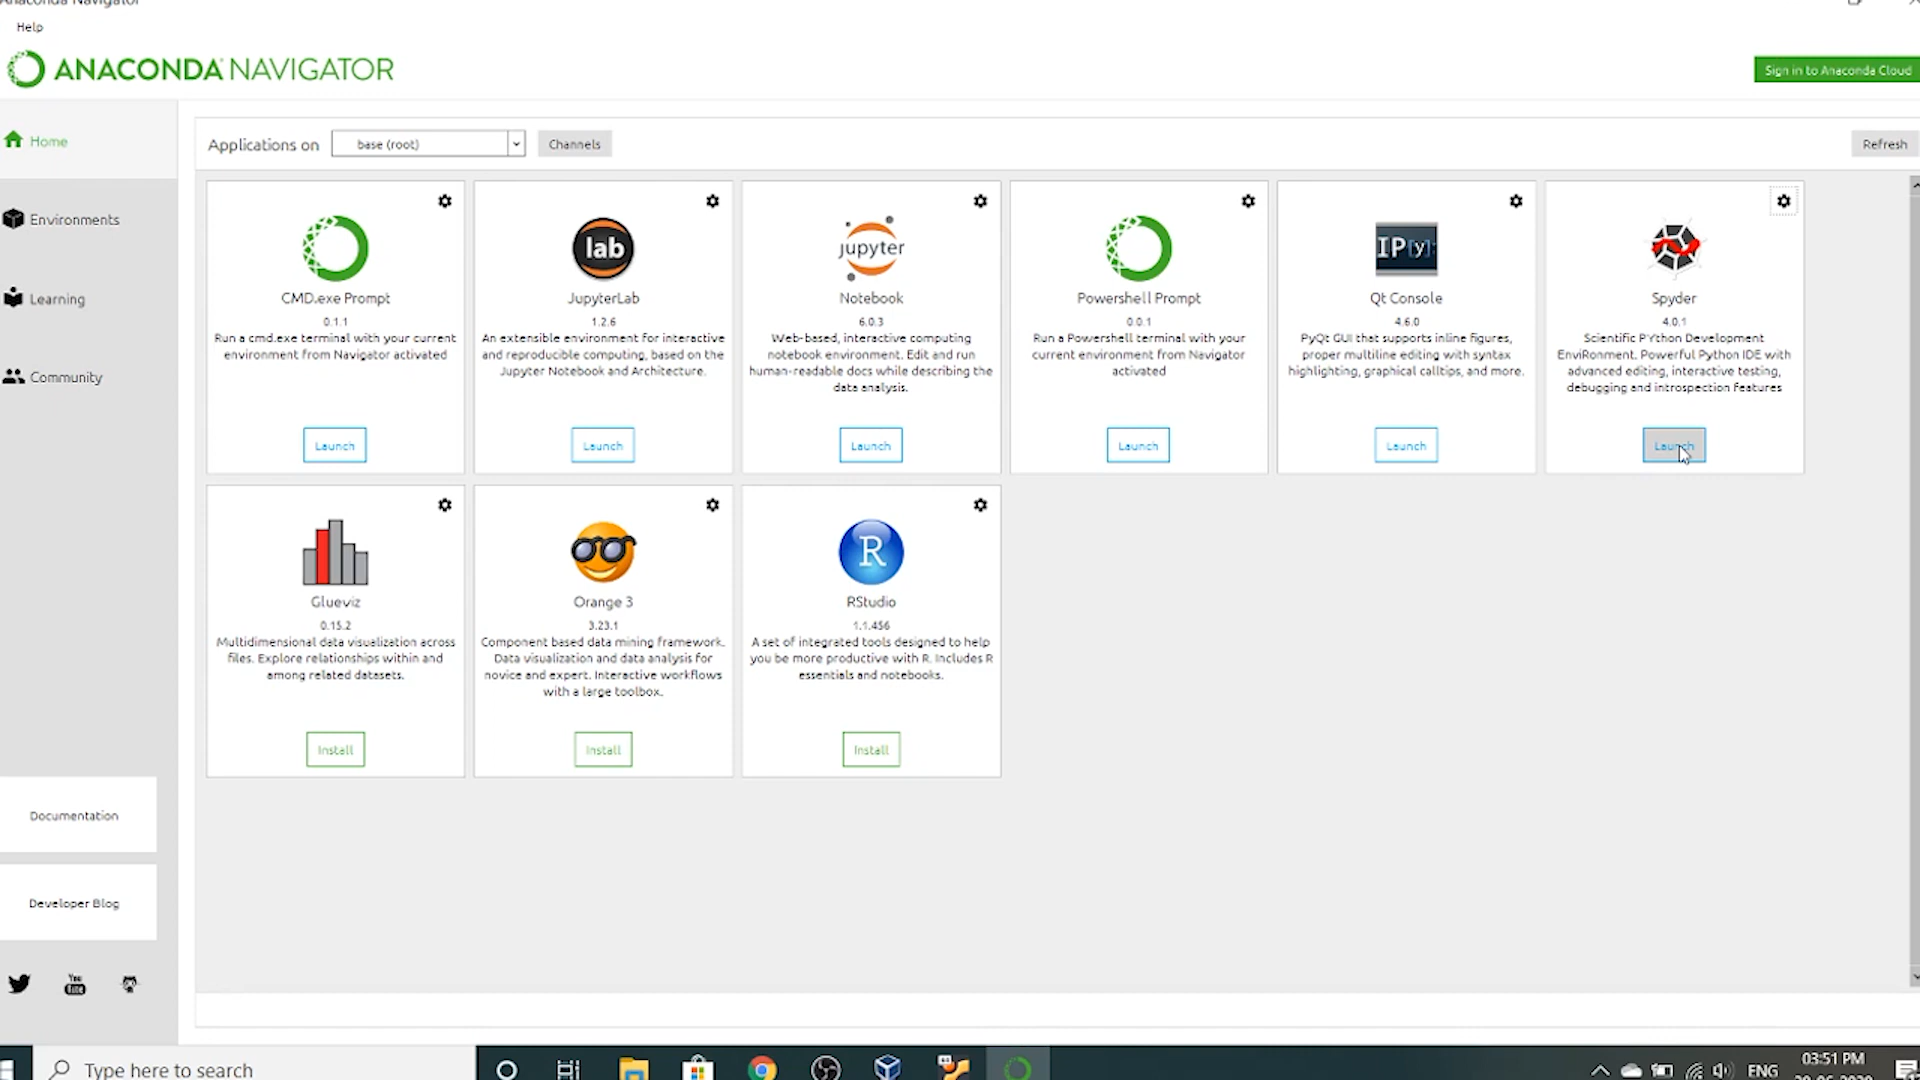 Anaconda Navigator
Help
ANACONDA NAVIGATOR
Sign in to Anaconda Cloud
Home
Applications on
base (root)
Channels
Refresh
Environments
Learning
Community
CMD.exe Prompt
0.1.1
Run a cmd.exe terminal with your current
environment from Navigator activated
Launch
lab
JupyterLab
1.2.6
An extensible environment for interactive
and reproducible computing, based on the
Jupyter Notebook and Architecture.
Launch
jupyter
Notebook
6.0.3
Web-based, interactive computing
notebook environment. Edit and run
human-readable docs while describing the
data analysis.
Launch
Powershell Prompt
0.0.1
Run a Powershell terminal with your
current environment from Navigator
activated
Launch
IP[y]:
Qt Console
4.6.0
PyQt GUI that supports inline figures,
proper multiline editing with syntax
highlighting, graphical calltips, and more.
Launch
Spyder
4.0.1
Scientific PYthon Development
EnviRonment. Powerful Python IDE with
advanced editing, interactive testing,
debugging and introspection features
Launch
Glueviz
0.15.2
Multidimensional data visualization across
files. Explore relationships within and
among related datasets.
Install
Orange 3
3.23.1
Component based data mining framework.
Data visualization and data analysis for
novice and expert. Interactive workflows
with a large toolbox.
Install
R
RStudio
1.1.456
A set of integrated tools designed to help
you be more productive with R. Includes R
essentials and notebooks.
Install
Documentation
Developer Blog
You
Tube
Type here to search
ENG
03:51 PM